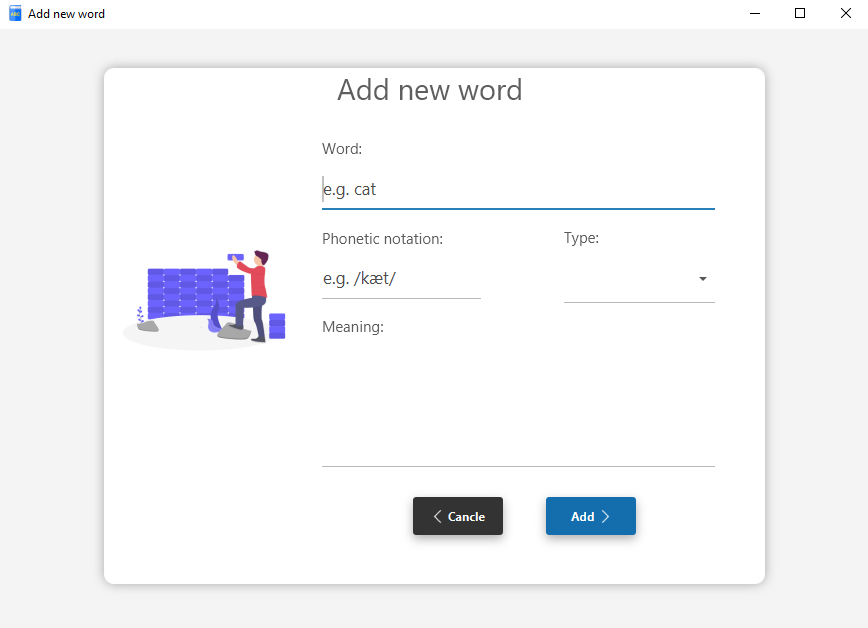 Add new word
Add new word
Word:
e.g. cat
Phonetic notation:
Type:
e.g. /kæt/
Meaning:
Cancle
Add